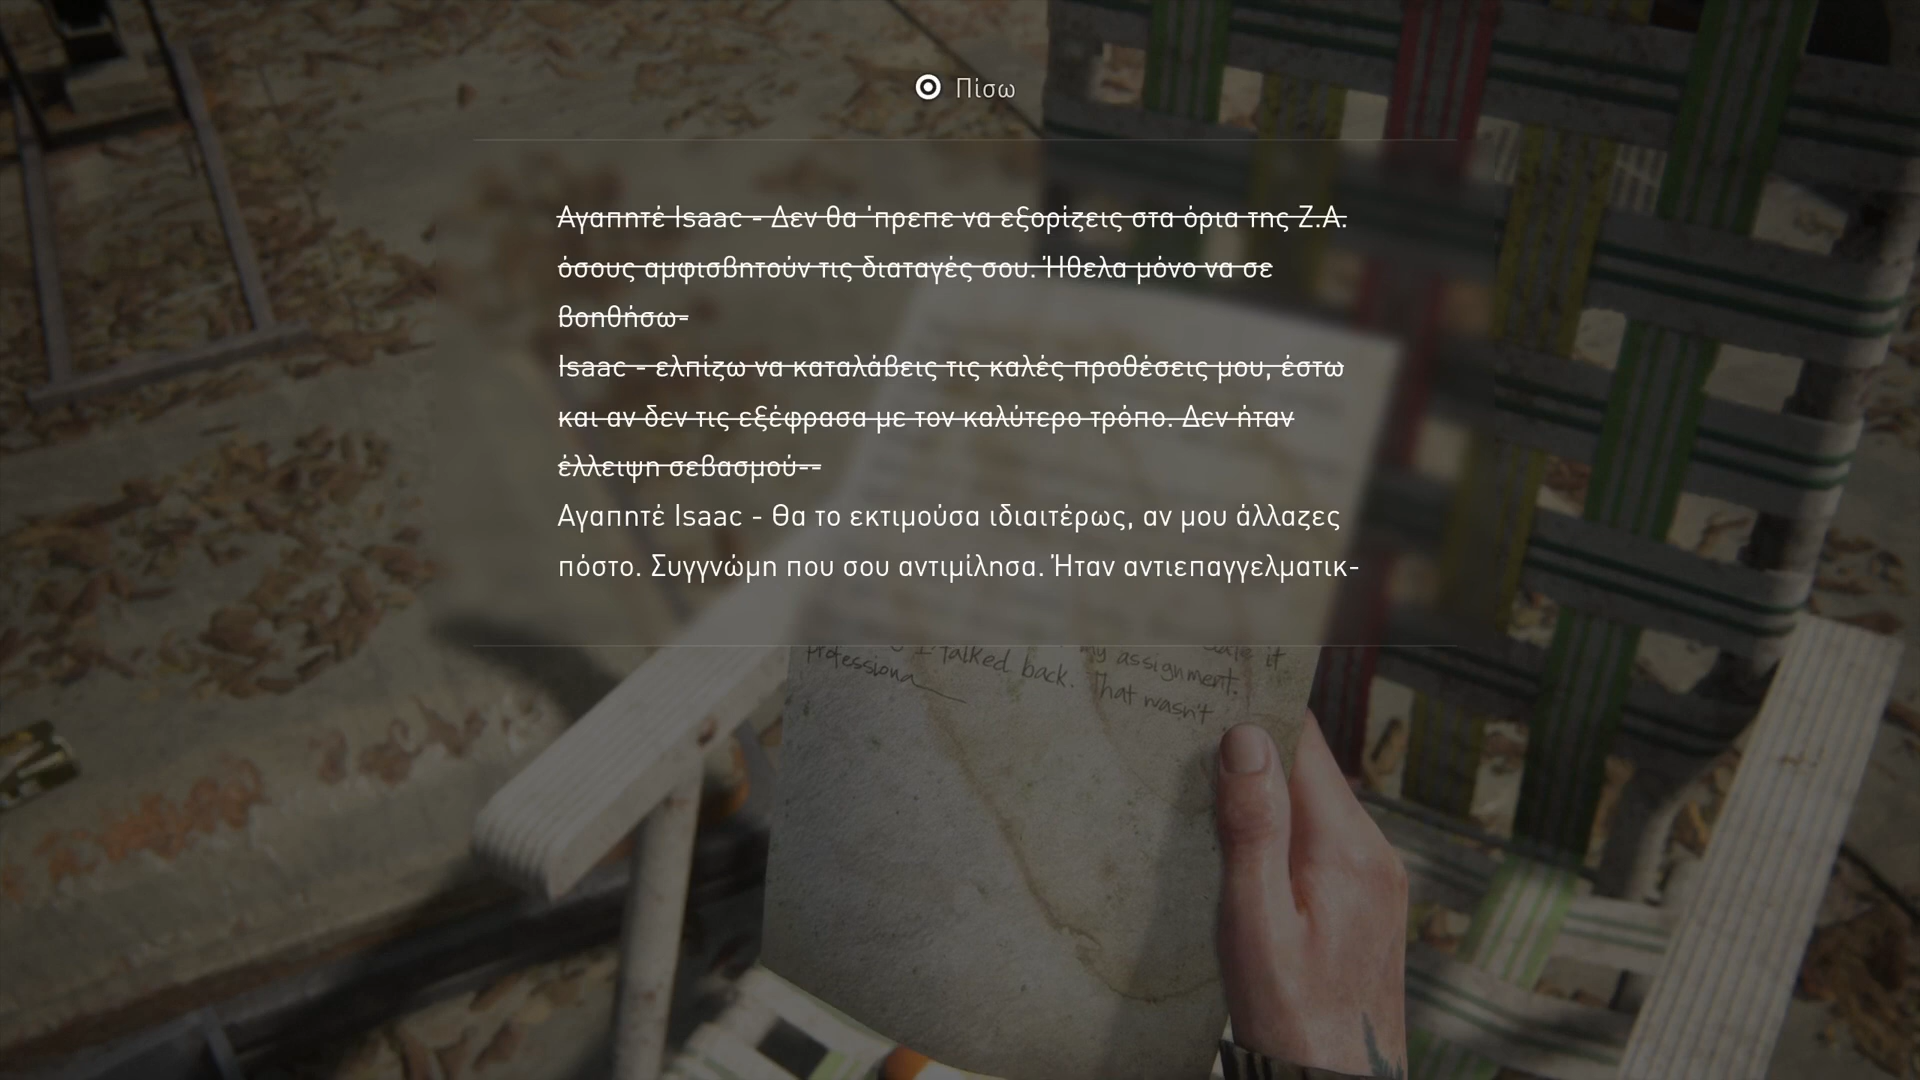 Πίσω
Αγαπητέ Isaac - Δεν θα 'πρεπε να εξορίζεις στα όρια της Ζ.Α.
όσους αμφισβητούν τις διαταγές σου. Ήθελα μόνο να σε
βοηθήσω-
Isaac - ελπίζω να καταλάβεις τις καλές προθέσεις μου, έστω
και αν δεν τις εξέφρασα με τον καλύτερο τρόπο. Δεν ήταν
έλλειψη σεβασμού--
Αγαπητέ Isaac - Θα το εκτιμούσα ιδιαιτέρως, αν μου άλλαζες
πόστο. Συγγνώμη που σου αντιμίλησα. Ήταν αντιεπαγγελματικ-
it.
I talked back.
my assignment.
professiona
That wasn't